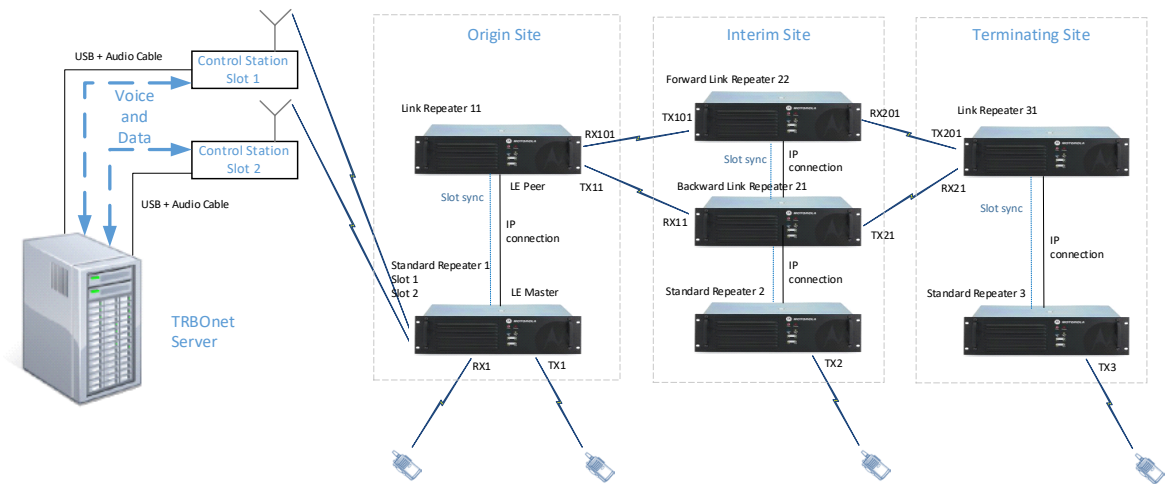 Origin Site
Interim Site
Terminating Site
USB + Audio Cable
Control Station
Slot 1
Voice
and
Data
Control Station
Slot 2
USB + Audio Cable
TRBOnet
Server
Link Repeater 11
RX101
TX11
LE Peer
Slot sync
IP
connection
Standard Repeater 1
Slot 1
Slot 2
LE Master
RX1
TX1
Forward Link Repeater 22
TX101
RX201
Slot sync
IP
connection
Backward Link Repeater 21
RX11
TX21
IP
connection
Standard Repeater 2
TX2
Link Repeater 31
TX201
RX21
Slot sync
IP
connection
Standard Repeater 3
TX3